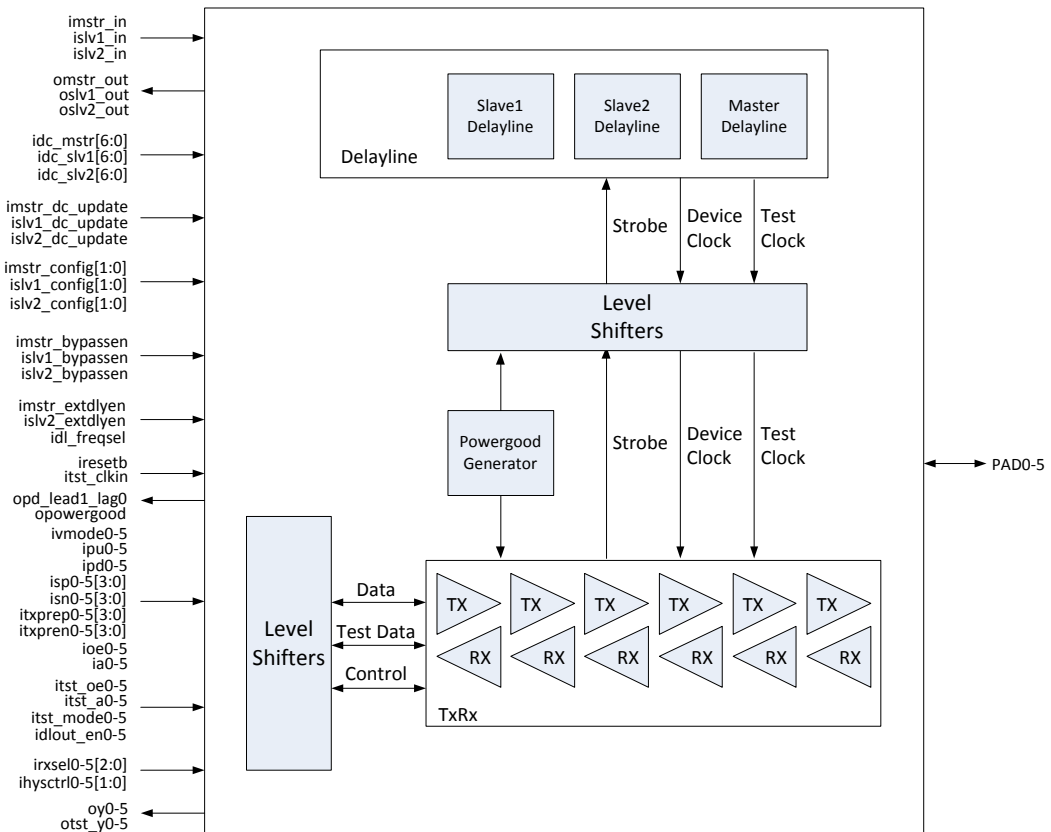 imstr_in
islv1_in
islv2_in
omstr_out
oslv1_out
oslv2_out
idc_mstr[6:0]
idc_slv1[6:0]
idc_slv2[6:0]
imstr_dc_update
islv1_dc_update
islv2_dc_update
imstr_config[1:0]
islv1_config[1:0]
islv2_config[1:0]
imstr_bypassen
islv1_bypassen
islv2_bypassen
imstr_extdlyen
islv2_extdlyen
idl_freqsel
iresetb
itst_clkin
opd_lead1_lag0
opowergood
ivmode0-5
ipu0-5
ipd0-5
isp0-5[3:0]
isn0-5[3:0]
itxprep0-5[3:0]
itxpren0-5[3:0]
ioe0-5
ia0-5
itst_oe0-5
itst_a0-5
itst_mode0-5
idlout_en0-5
irxsel0-5[2:0]
ihysctrl0-5[1:0]
oy0-5
otst_y0-5
Slave1
Delayline
Slave2
Delayline
Master
Delayline
Delayline
Strobe
Device
Clock
Test
Clock
Level
Shifters
Powergood
Generator
Strobe
Device
Clock
Test
Clock
Level
Shifters
Data
Test Data
Control
TX
TX
TX
TX
TX
TX
RX
RX
RX
RX
RX
RX
TxRx
PAD0-5